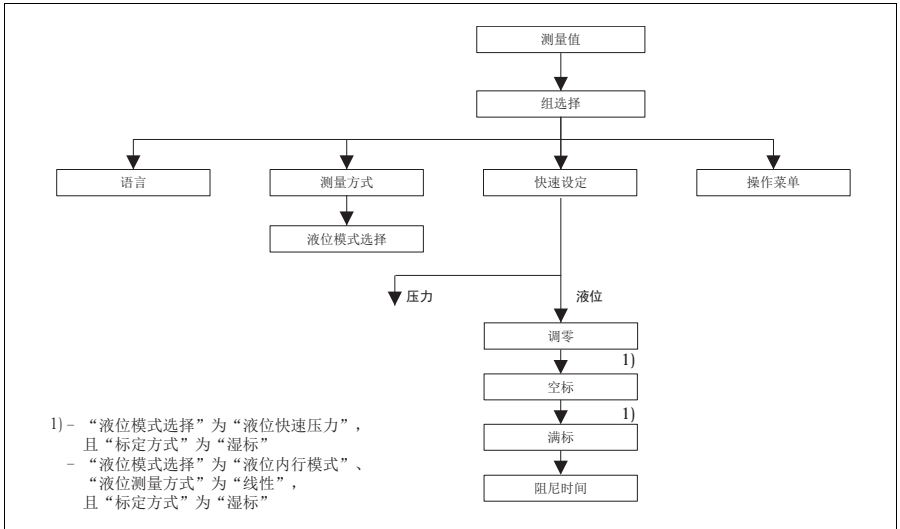 测量值
组选择
语言
测量方式
快速设定
操作菜单
液位模式选择
压力
液位
调零
1)
空标
1)
满标
阻尼时间
1)- “液位模式选择”为“液位快速压力”，
且“标定方式”为“湿标”
- “液位模式选择”为“液位内行模式”、
“液位测量方式”为“线性”，
且“标定方式”为“湿标”